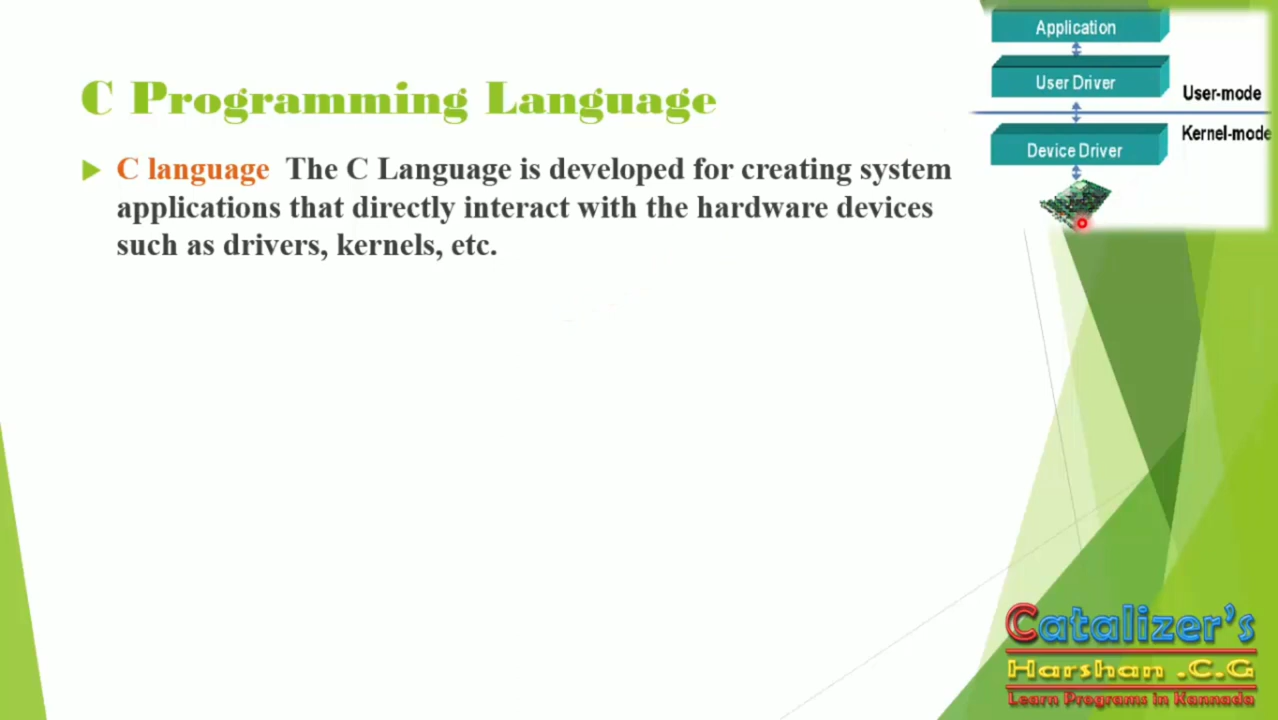 Application
User Driver
User-mode
Kernel-mode
Device Driver
C Programming Language
C language The C Language is developed for creating system
applications that directly interact with the hardware devices
such as drivers, kernels, etc.
Catalizer's
Harshan .C.G
Learn Programs in Kannada